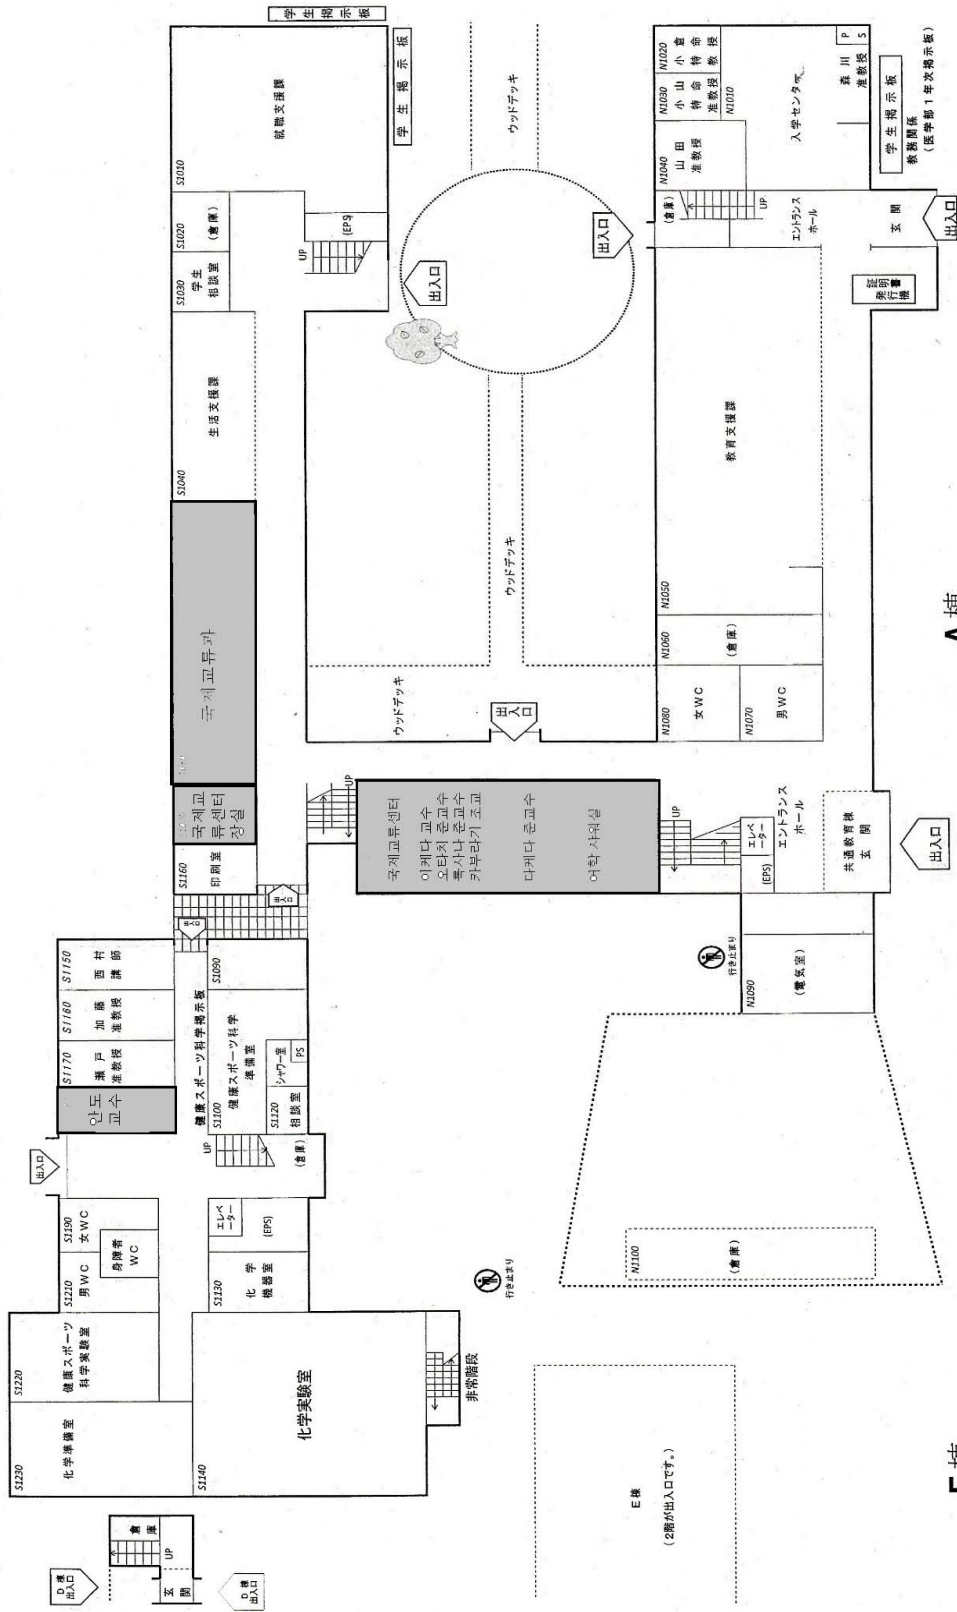 学生掲示板
学生掲示板
S1010
就職支援課
S1020
(倉庫)
S1030
学生
相談室
UP
(EPS)
S1040
生活支援課
국제교류과
국제교
류센터
장실
S1160
印刷室
出入口
出入口
UP
ウッドデッキ
出入口
出入口
ウッドデッキ
ウッドデッキ
出入口
N1020
小倉
特命
教授
N1030
小山
特命
准教授
N1010
入学センター
P
S
森川
准教授
学生掲示板
教務関係
(医学部1年次掲示板)
N1040
山田
准教授
(倉庫)
UP
エントランス
ホール
玄関
出入口
証明
発行書
機
教育支援課
N1050
N1060
(倉庫)
N1080
女WC
N1070
男WC
국제교류센터
이케다 교수
오타치 준교수
록사나 준교수
카부라기 조교
다케다 준교수
어학 샤워실
UP
エレベーター
(EPS)
エントランス
ホール
共通教育棟
玄関
出入口
行き止まり
N1090
(電気室)
N1100
(倉庫)
S1150
西村
講師
S1160
加藤
准教授
S1170
瀬戸
准教授
안도
교수
健康スポーツ科学掲示板
S1090
S1100
健康スポーツ科学
準備室
シャワー室
PS
S1120
相談室
UP
(倉庫)
出入口
S1190
女WC
S1210
男WC
身障者
WC
エレベーター
(EPS)
S1130
化学
機器室
行き止まり
S1220
健康スポーツ
科学実験室
S1230
化学準備室
S1140
化学実験室
非常階段
倉庫
UP
玄関
D棟
出入口
D棟
出入口
E棟
(2階が出入口です。)
A棟
E棟